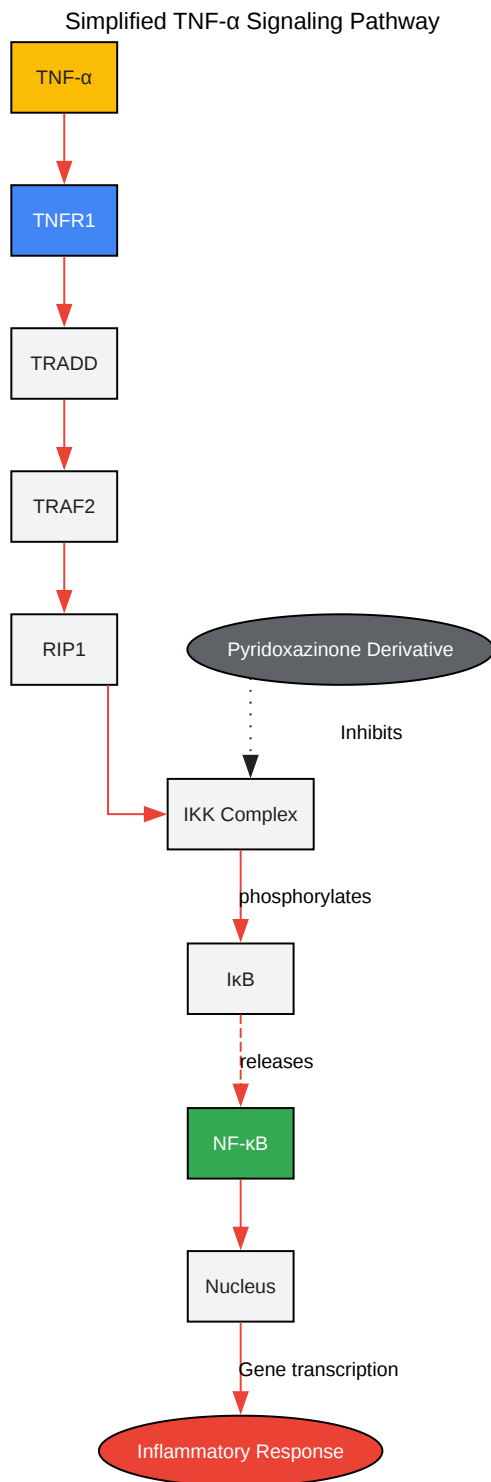 Simplified TNF-α Signaling Pathway
TNF-α
TNFR1
TRADD
TRAF2
RIP1
Pyridoxazinone Derivative
Inhibits
IKK Complex
phosphorylates
IκB
releases
NF-κB
Nucleus
Gene transcription
Inflammatory Response